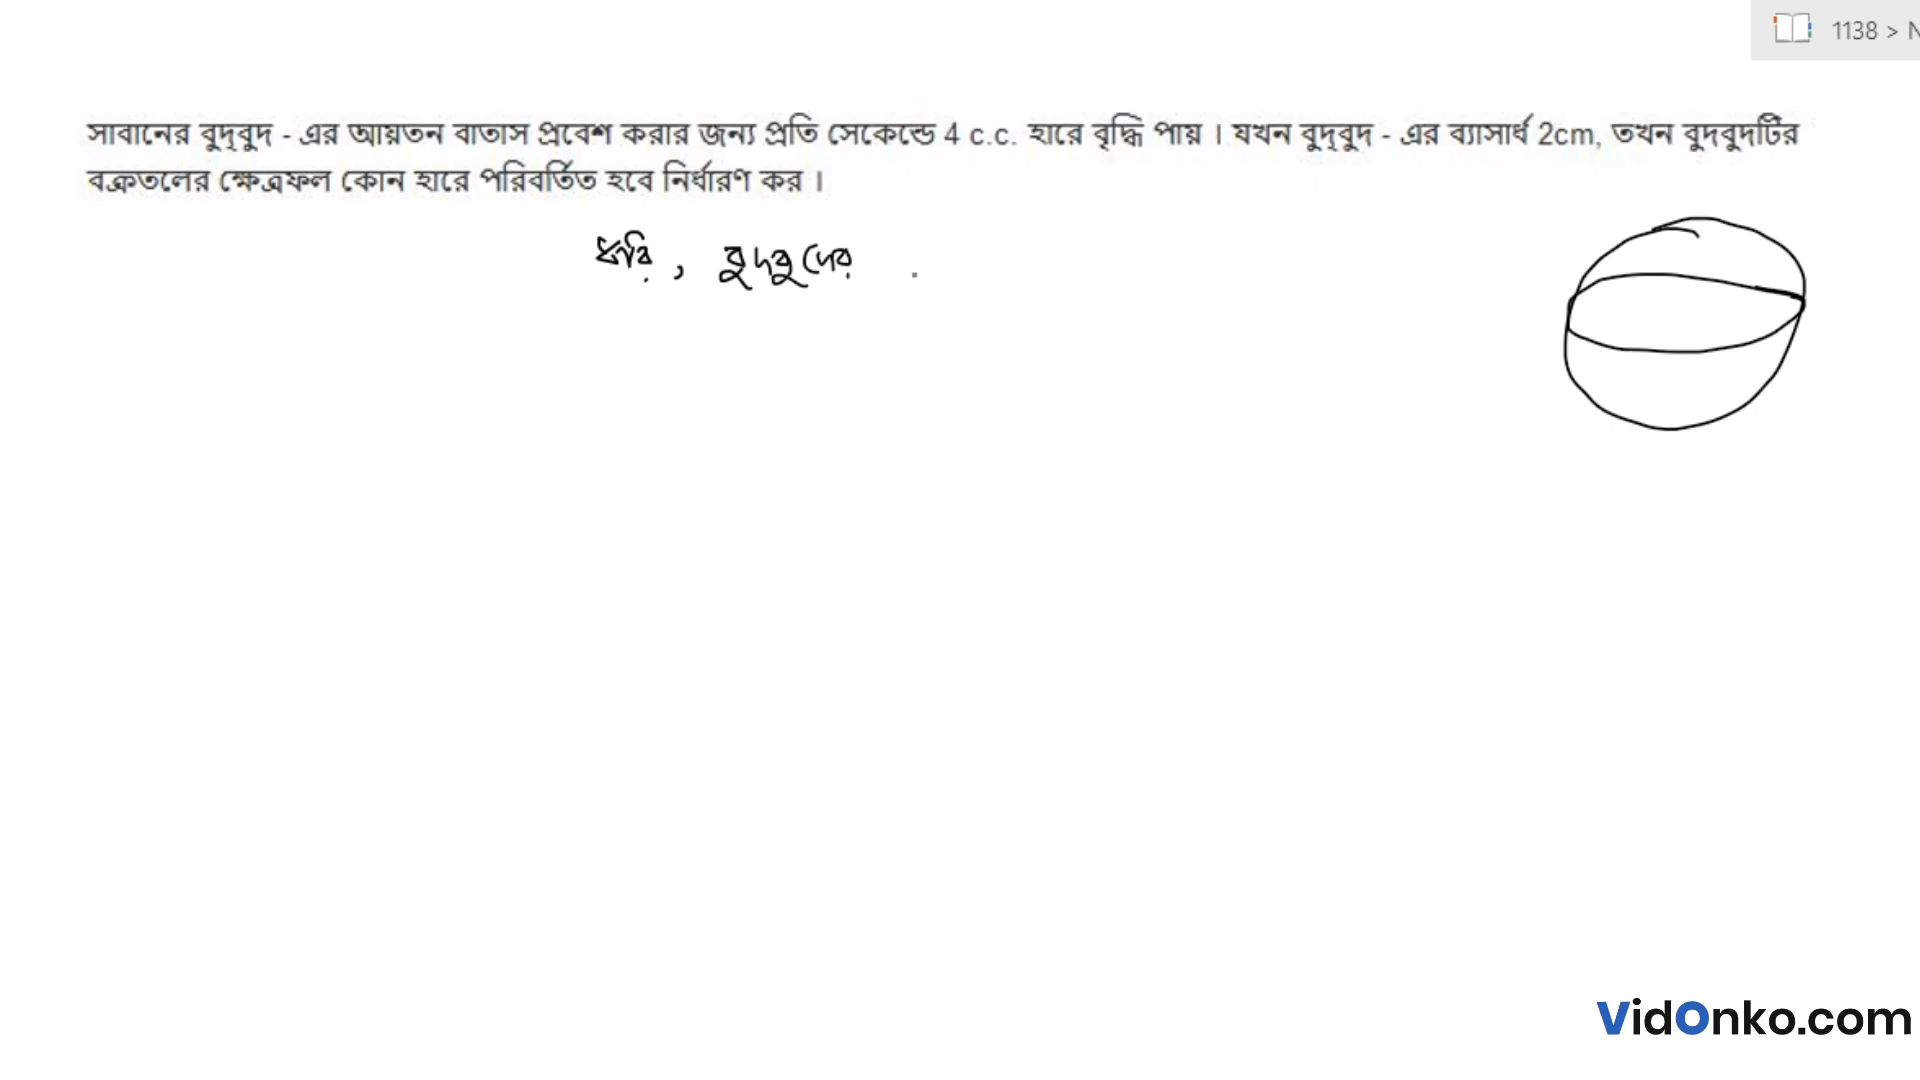 1138 > N
সাবানের বুদ্‌বুদ - এর আয়তন বাতাস প্রবেশ করার জন্য প্রতি সেকেন্ডে 4 c.c. হারে বৃদ্ধি পায়। যখন বুদ্‌বুদ - এর ব্যাসার্ধ 2cm, তখন বুদবুদটির
বক্রতলের ক্ষেত্রফল কোন হারে পরিবর্তিত হবে নির্ধারণ কর।
ধরি, বুদবুদের
VidOnko.com